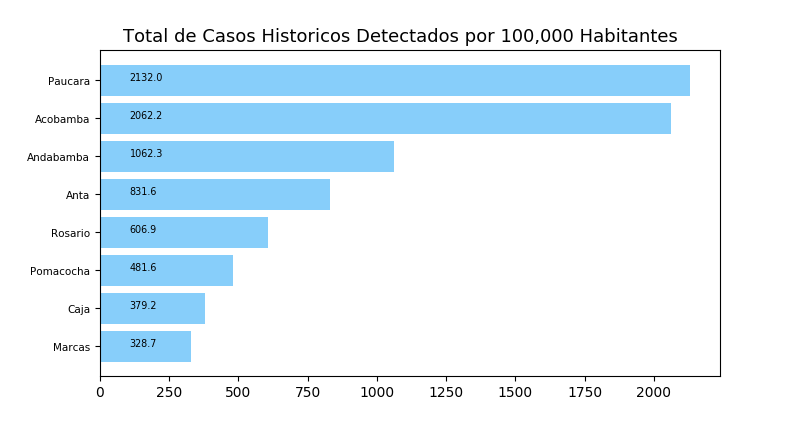 Total de Casos Historicos Detectados por 100,000 Habitantes
Paucara 2132.0
Acobamba 2062.2
Andabamba 1062.3
Anta 831.6
Rosario 606.9
Pomacocha 481.6
Caja 379.2
Marcas 328.7
0 250 500 750 1000 1250 1500 1750 2000